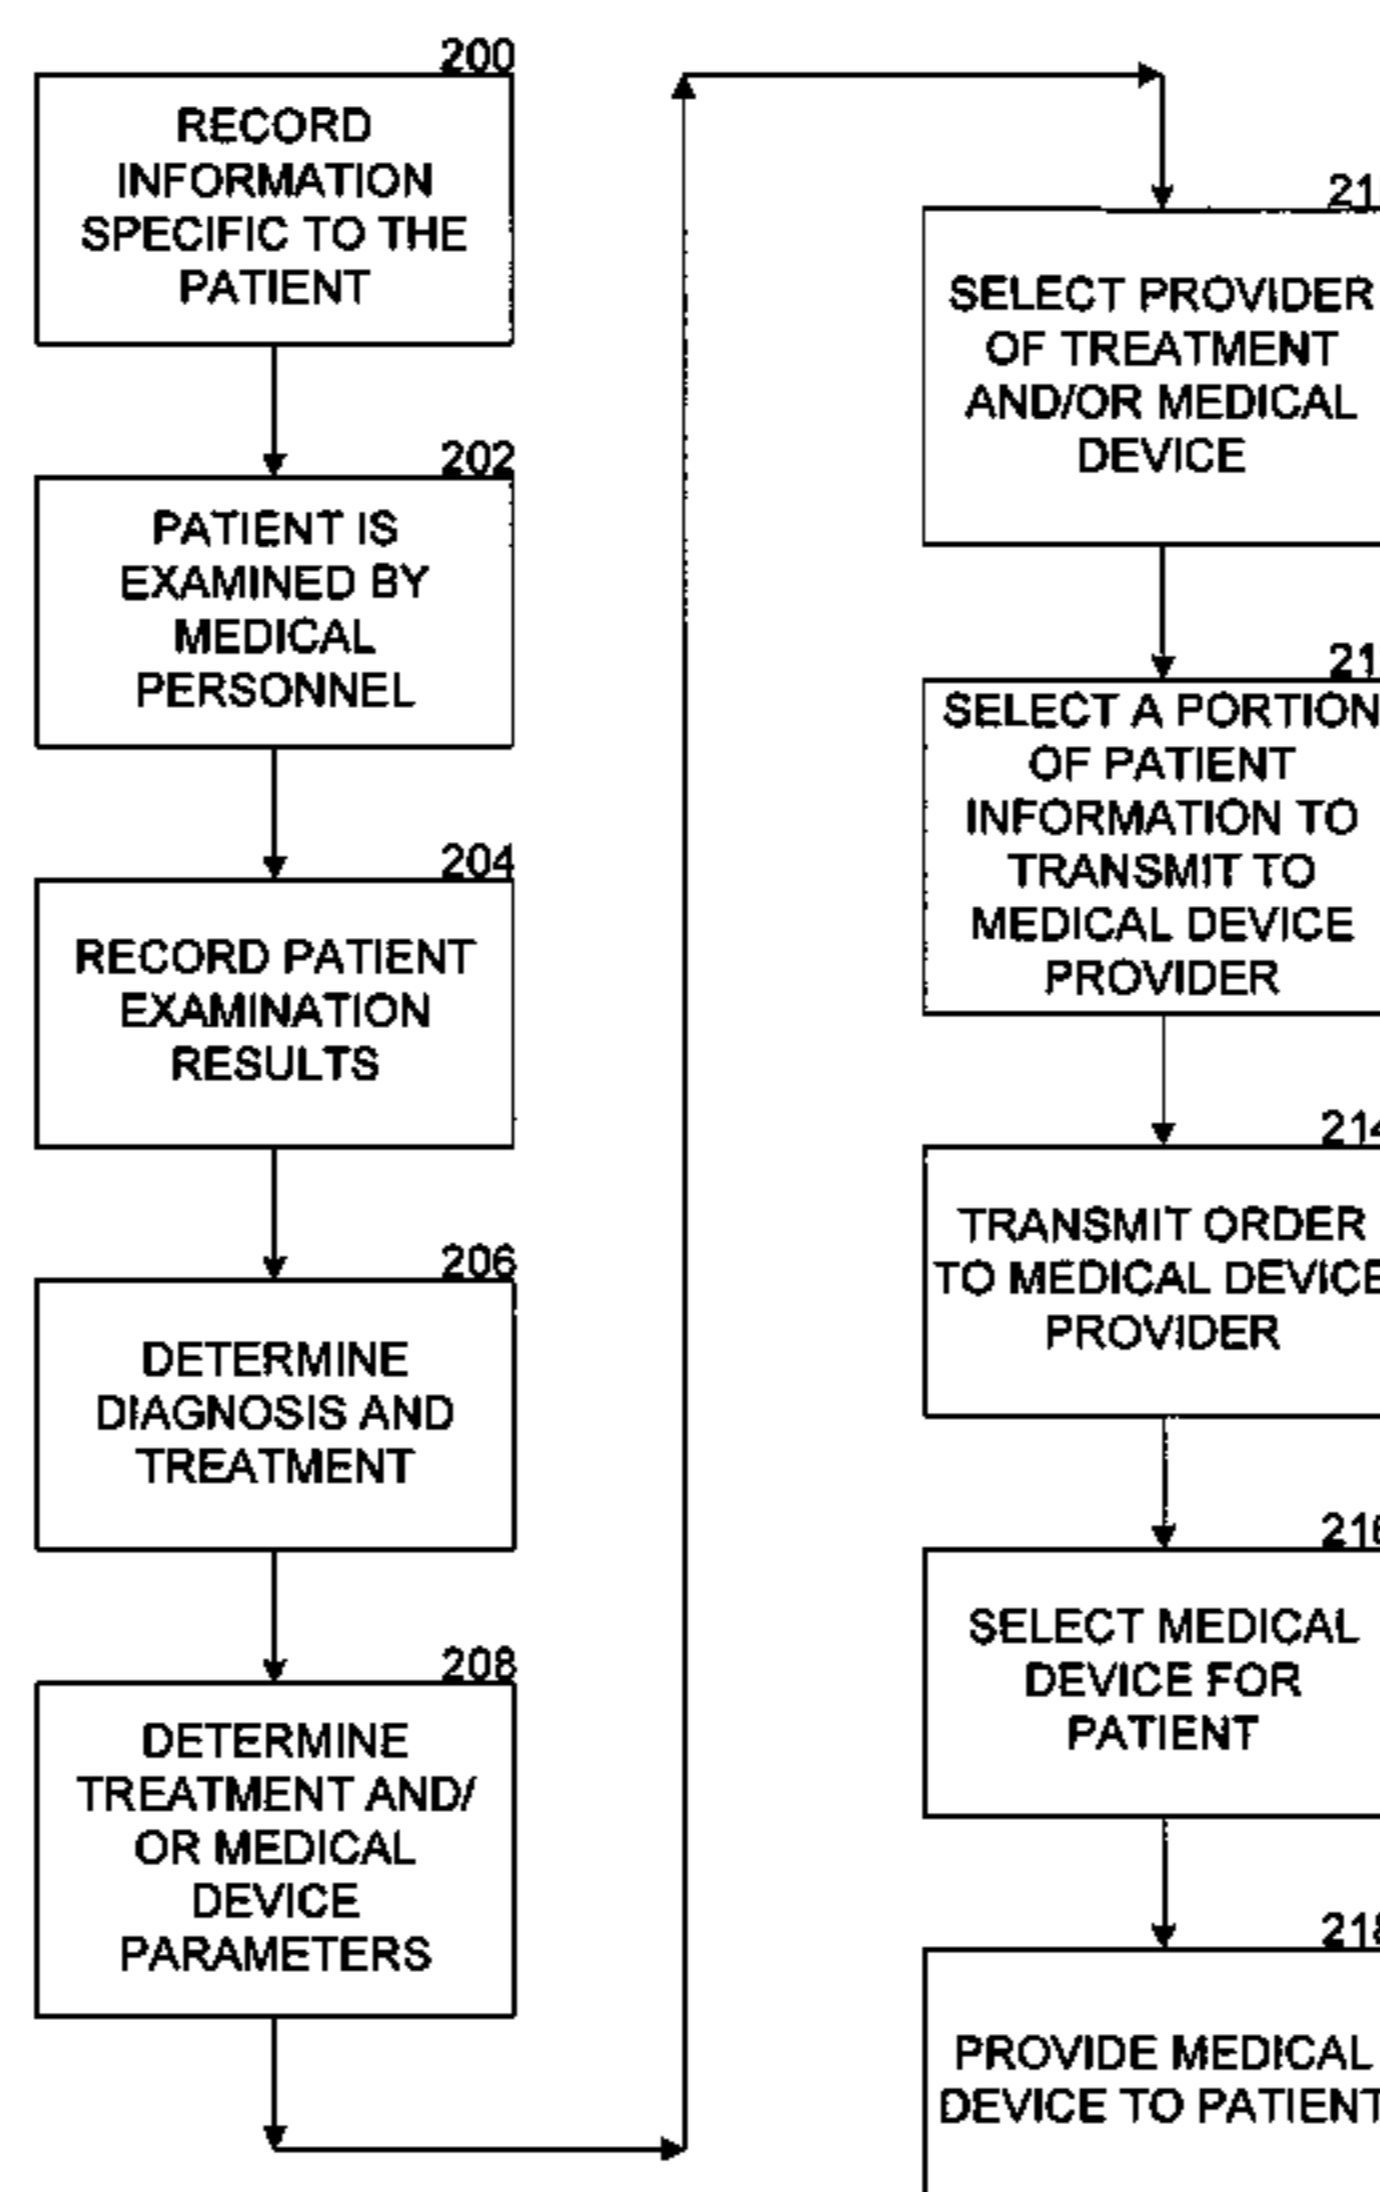 200
RECORD
INFORMATION
SPECIFIC TO THE
PATIENT
202
PATIENT IS
EXAMINED BY
MEDICAL
PERSONNEL
204
RECORD PATIENT
EXAMINATION
RESULTS
206
DETERMINE
DIAGNOSIS AND
TREATMENT
208
DETERMINE
TREATMENT AND/
OR MEDICAL
DEVICE
PARAMETERS
SELECT PROVIDER
OF TREATMENT
AND/OR MEDICAL
DEVICE
SELECT A PORTION
OF PATIENT
INFORMATION TO
TRANSMIT TO
MEDICAL DEVICE
PROVIDER
214
TRANSMIT ORDER
TO MEDICAL DEVICE
PROVIDER
216
SELECT MEDICAL
DEVICE FOR
PATIENT
218
PROVIDE MEDICAL
DEVICE TO PATIENT